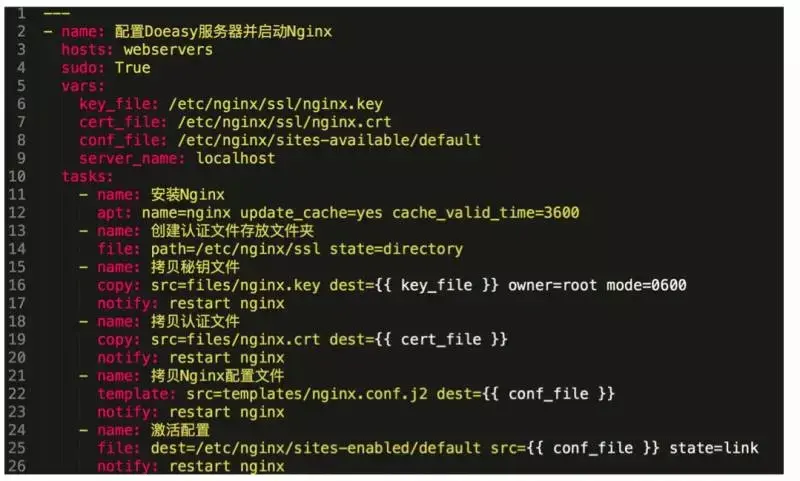 1 ---
2 - name: 配置Doeasy服务器并启动Nginx
3 hosts: webservers
4 sudo: True
5 vars:
6 key_file: /etc/nginx/ssl/nginx.key
7 cert_file: /etc/nginx/ssl/nginx.crt
8 conf_file: /etc/nginx/sites-available/default
9 server_name: localhost
10 tasks:
11 - name: 安装Nginx
12 apt: name=nginx update_cache=yes cache_valid_time=3600
13 - name: 创建认证文件存放文件夹
14 file: path=/etc/nginx/ssl state=directory
15 - name: 拷贝秘钥文件
16 copy: src=files/nginx.key dest={{ key_file }} owner=root mode=0600
17 notify: restart nginx
18 - name: 拷贝认证文件
19 copy: src=files/nginx.crt dest={{ cert_file }}
20 notify: restart nginx
21 - name: 拷贝Nginx配置文件
22 template: src=templates/nginx.conf.j2 dest={{ conf_file }}
23 notify: restart nginx
24 - name: 激活配置
25 file: dest=/etc/nginx/sites-enabled/default src={{ conf_file }} state=link
26 notify: restart nginx